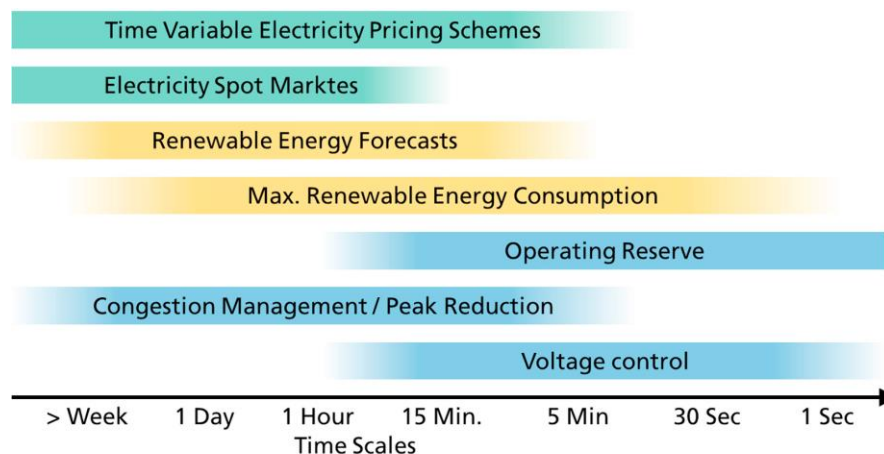 Time Variable Electricity Pricing Schemes
Electricity Spot Marktes
Renewable Energy Forecasts
Max. Renewable Energy Consumption
Operating Reserve
Congestion Management / Peak Reduction
Voltage control
> Week 1 Day 1 Hour 15 Min. 5 Min 30 Sec 1 Sec
Time Scales